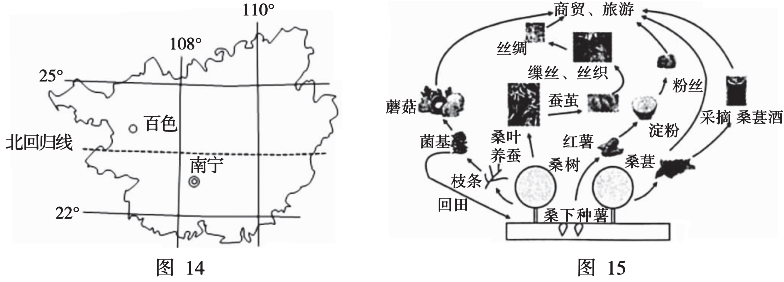 110°
108°
25°
百色
北回归线
南宁
22°
图 14
商贸、旅游
丝绸
缫丝、丝织
粉丝
蘑菇
蚕茧
淀粉
采摘
桑葚酒
菌基
桑叶
养蚕
红薯
桑树
桑葚
枝条
回田
桑下种薯
图 15